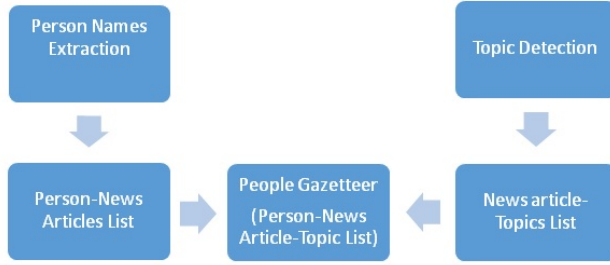 Person Names
Extraction
Topic Detection
Person-News
Articles List
People Gazetteer
(Person-News
Article-Topic List)
News article-
Topics List